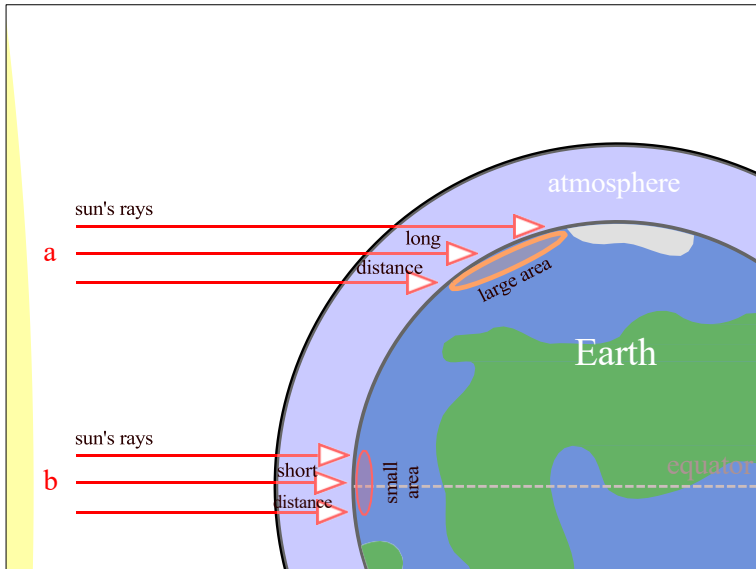 atmosphere
sun's rays
a
long
distance
large area
Earth
sun's rays
b
short
distance
small
area
equator